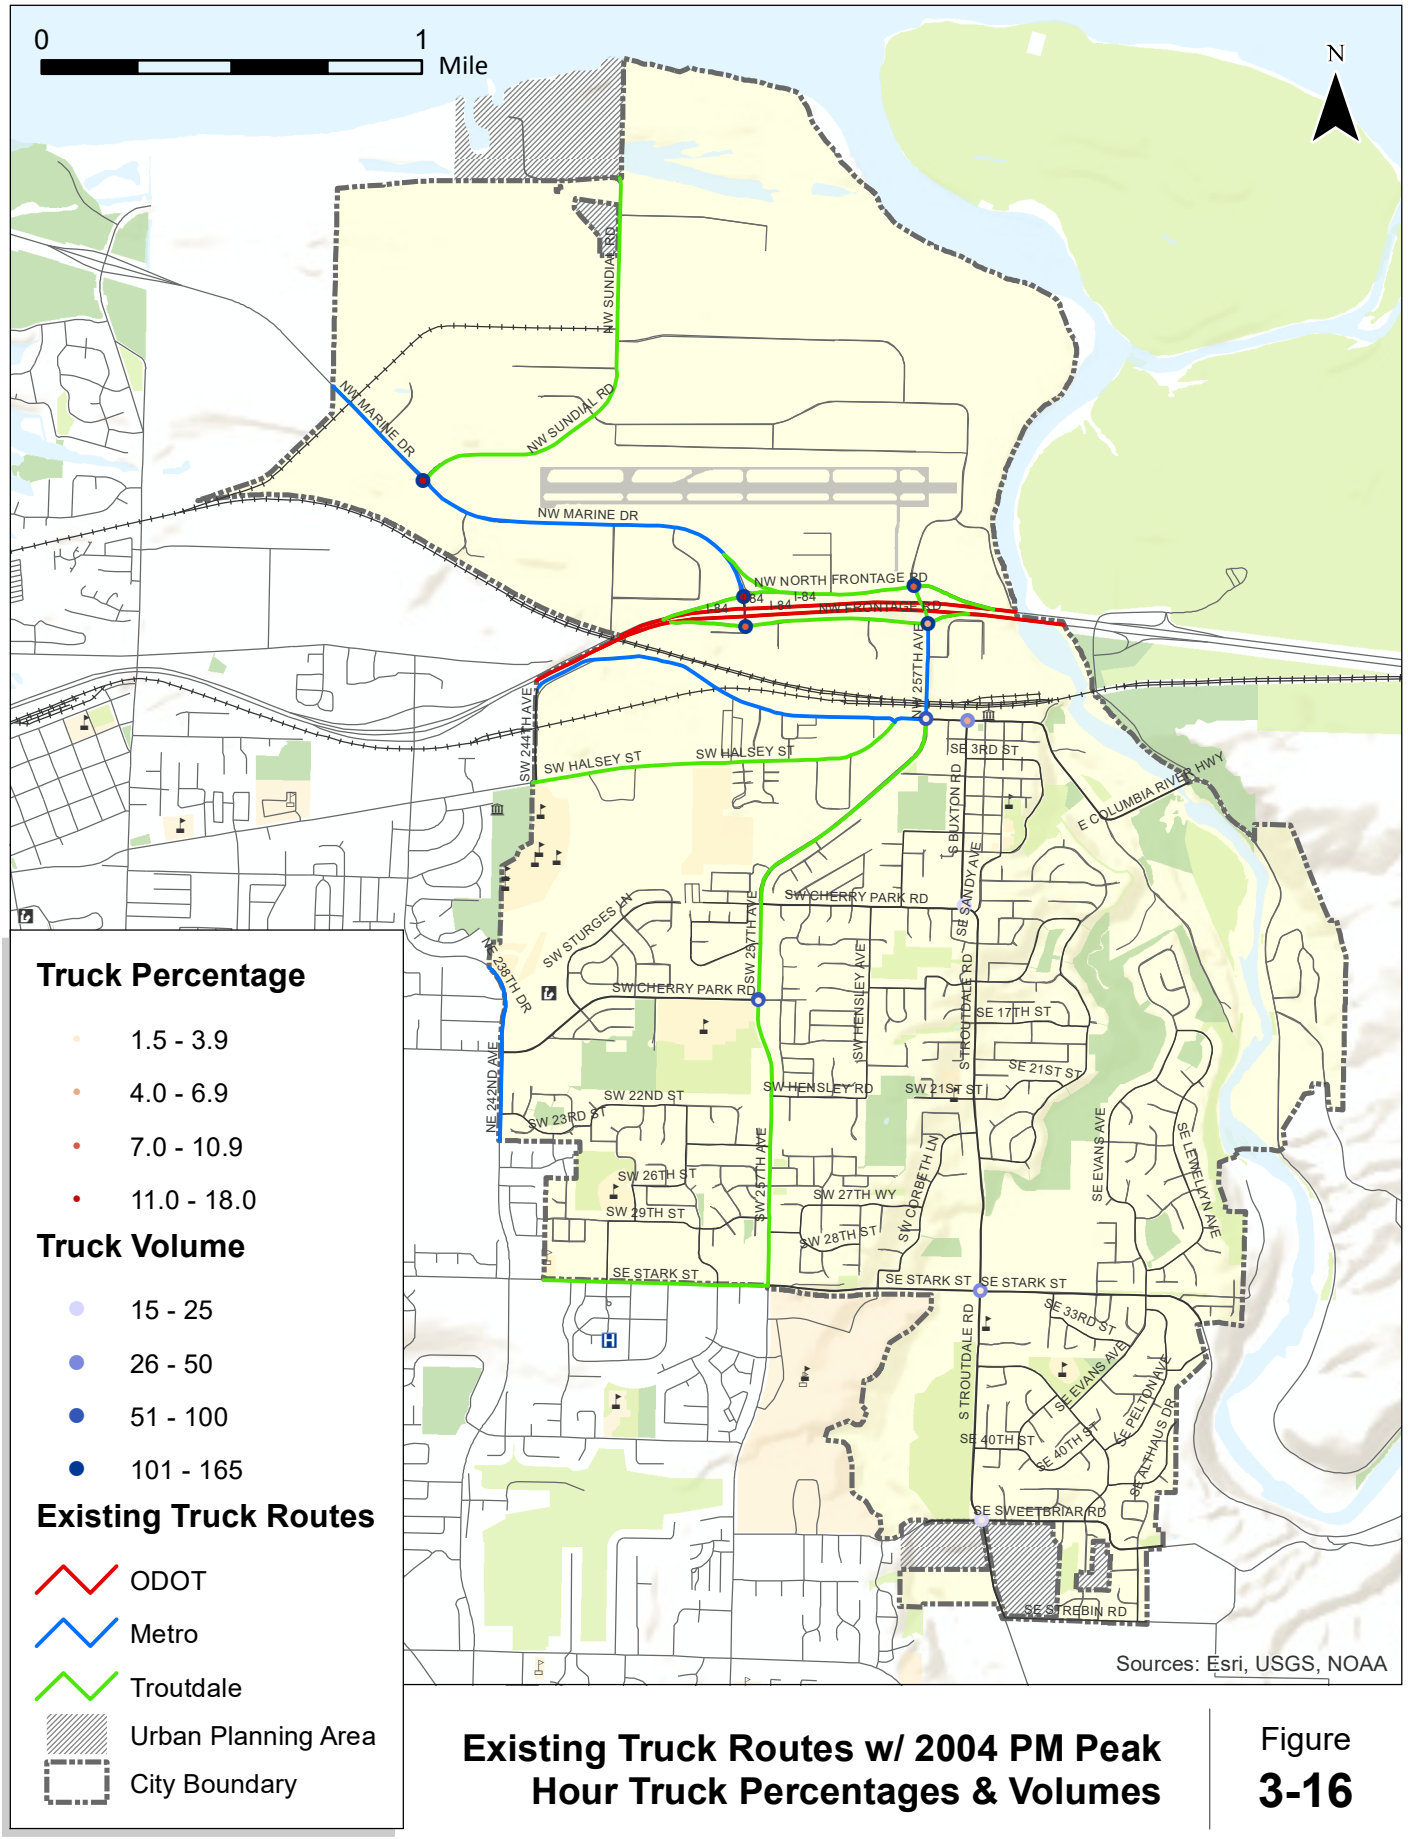 0 1
Mile
N
NW SUNDIAL RD
NW MARINE DR
NW SUNDIAL RD
NW MARINE DR
NW NORTH FRONTAGE RD
I-84
84
I-84
I-84
NW FRONTAGE RD
NW 257TH AVE
SW 244TH AVE
SW HALSEY ST
SW HALSEY ST
SE 3RD ST
S BUXTON RD
E COLUMBIA RIVER HWY
SW CHERRY PARK RD
SE SANDY AVE
SW STURGES LN
SW 257TH AVE
NE 238TH DR
SW CHERRY PARK RD
SW HENSLEY AVE
S TROUTDALE RD
SE 17TH ST
NE 242ND AVE
SE 21ST ST
SW HENSLEY RD
SW 21ST ST
SW 22ND ST
SW 23RD ST
SE EVANS AVE
SE LEWELLYN AVE
SW 257TH AVE
SW CORBETH LN
SW 26TH ST
SW 27TH WY
SW 29TH ST
SW 28TH ST
SE STARK ST
SE STARK ST
SE STARK ST
SE 33RD ST
H
S TROUTDALE RD
SE EVANS AVE
SE PELTON AVE
SE 40TH ST
SE 40TH ST
SE ALTHAUS DR
SE SWEETBRIAR RD
SE STREBIN RD
Sources: Esri, USGS, NOAA
Truck Percentage
1.5 - 3.9
4.0 - 6.9
7.0 - 10.9
11.0 - 18.0
Truck Volume
15 - 25
26 - 50
51 - 100
101 - 165
Existing Truck Routes
ODOT
Metro
Troutdale
Urban Planning Area
City Boundary
Existing Truck Routes w/ 2004 PM Peak
Hour Truck Percentages & Volumes
Figure
3-16